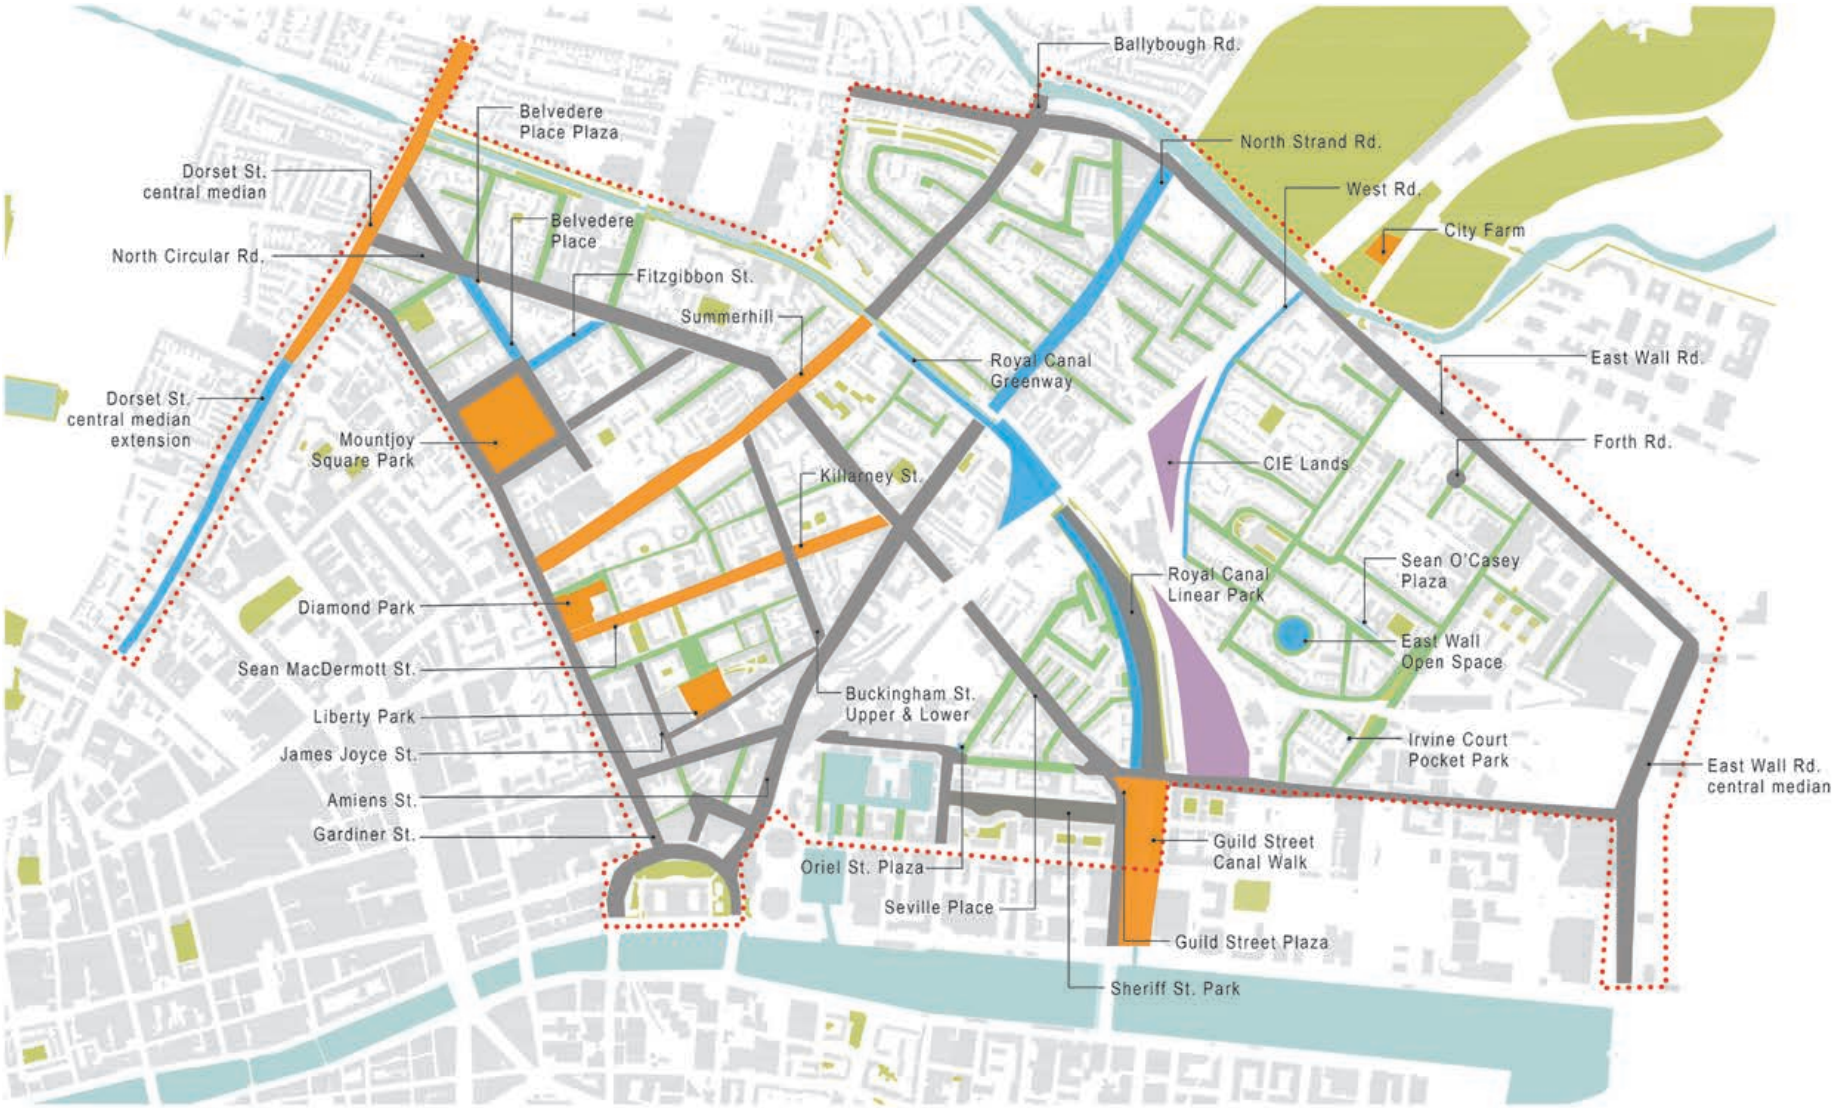 Ballybough Rd.
Belvedere
Place Plaza
North Strand Rd.
Dorset St.
central median
West Rd.
Belvedere
Place
City Farm
North Circular Rd.
Fitzgibbon St.
Summerhill
Royal Canal
Greenway
East Wall Rd.
Dorset St.
central median
extension
Mountjoy
Square Park
Forth Rd.
CIE Lands
Killarney St.
Sean O'Casey
Plaza
Royal Canal
Linear Park
Diamond Park
East Wall
Open Space
Sean MacDermott St.
Buckingham St.
Upper & Lower
Liberty Park
Irvine Court
Pocket Park
James Joyce St.
East Wall Rd.
central median
Amiens St.
Gardiner St.
Guild Street
Canal Walk
Oriel St. Plaza
Seville Place
Guild Street Plaza
Sheriff St. Park